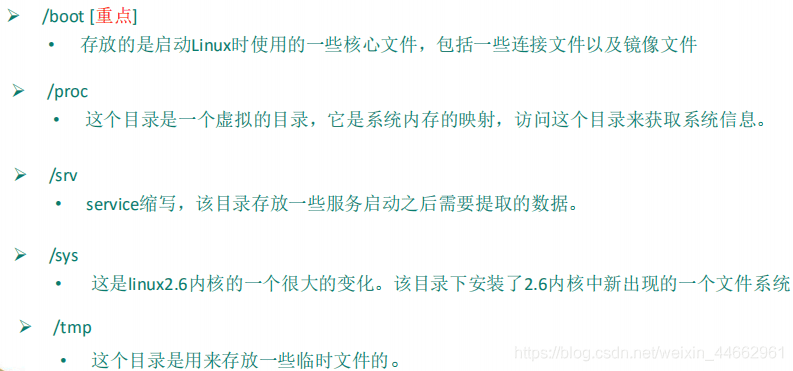 ➢ /boot [重点]
• 存放的是启动Linux时使用的一些核心文件，包括一些连接文件以及镜像文件
➢ /proc
• 这个目录是一个虚拟的目录，它是系统内存的映射，访问这个目录来获取系统信息。
➢ /srv
• service缩写，该目录存放一些服务启动之后需要提取的数据。
➢ /sys
• 这是linux2.6内核的一个很大的变化。该目录下安装了2.6内核中新出现的一个文件系统
➢ /tmp
• 这个目录是用来存放一些临时文件的。
https://blog.csdn.net/weixin_44662961